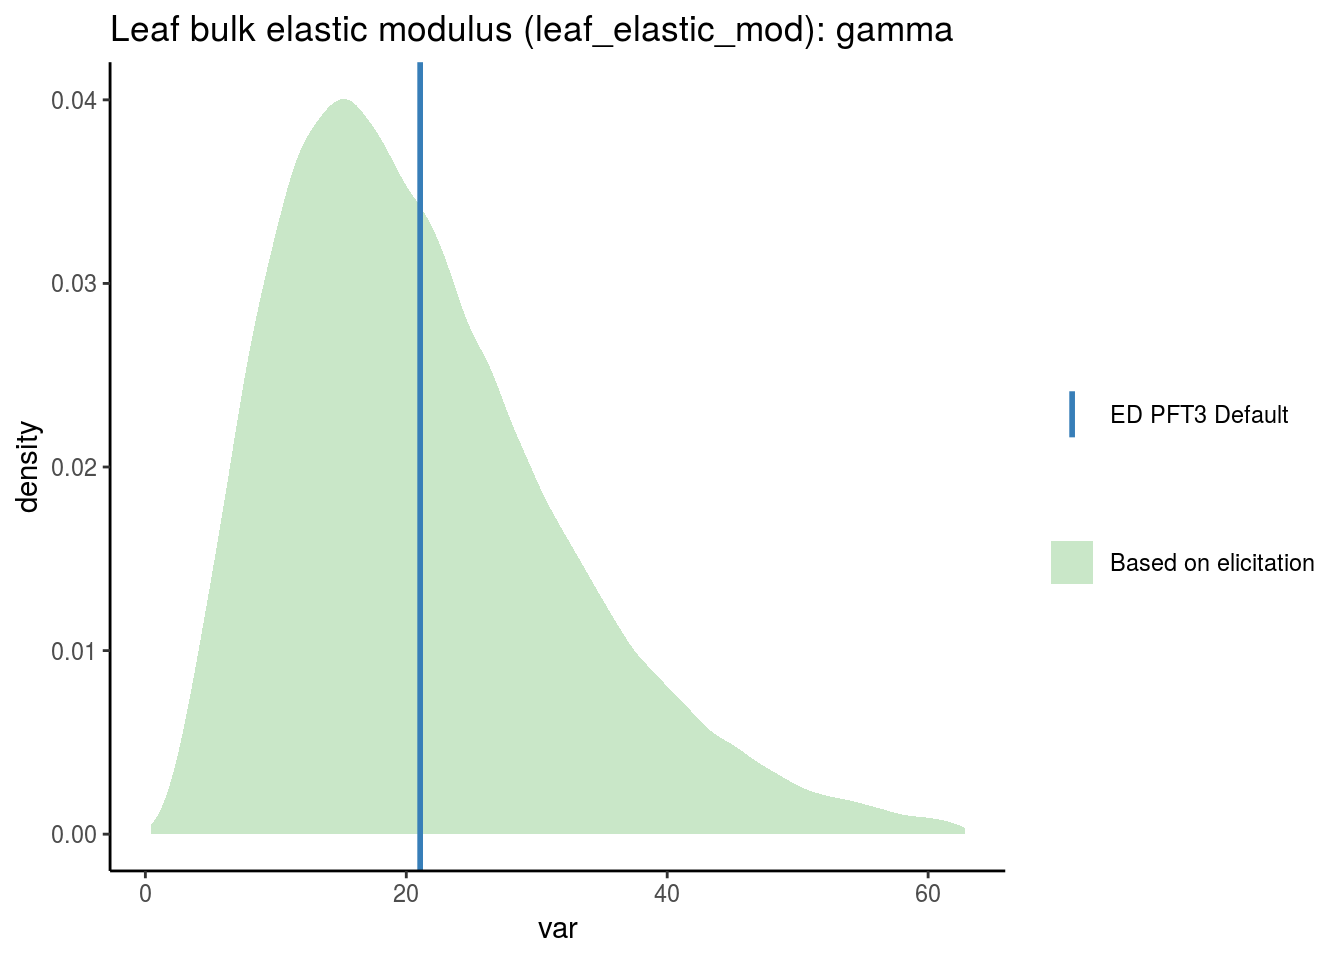 Leaf bulk elastic modulus (leaf_elastic_mod): gamma
0.04
0.03
0.02
0.01
0.00
density
0
20
40
60
var
ED PFT3 Default
Based on elicitation